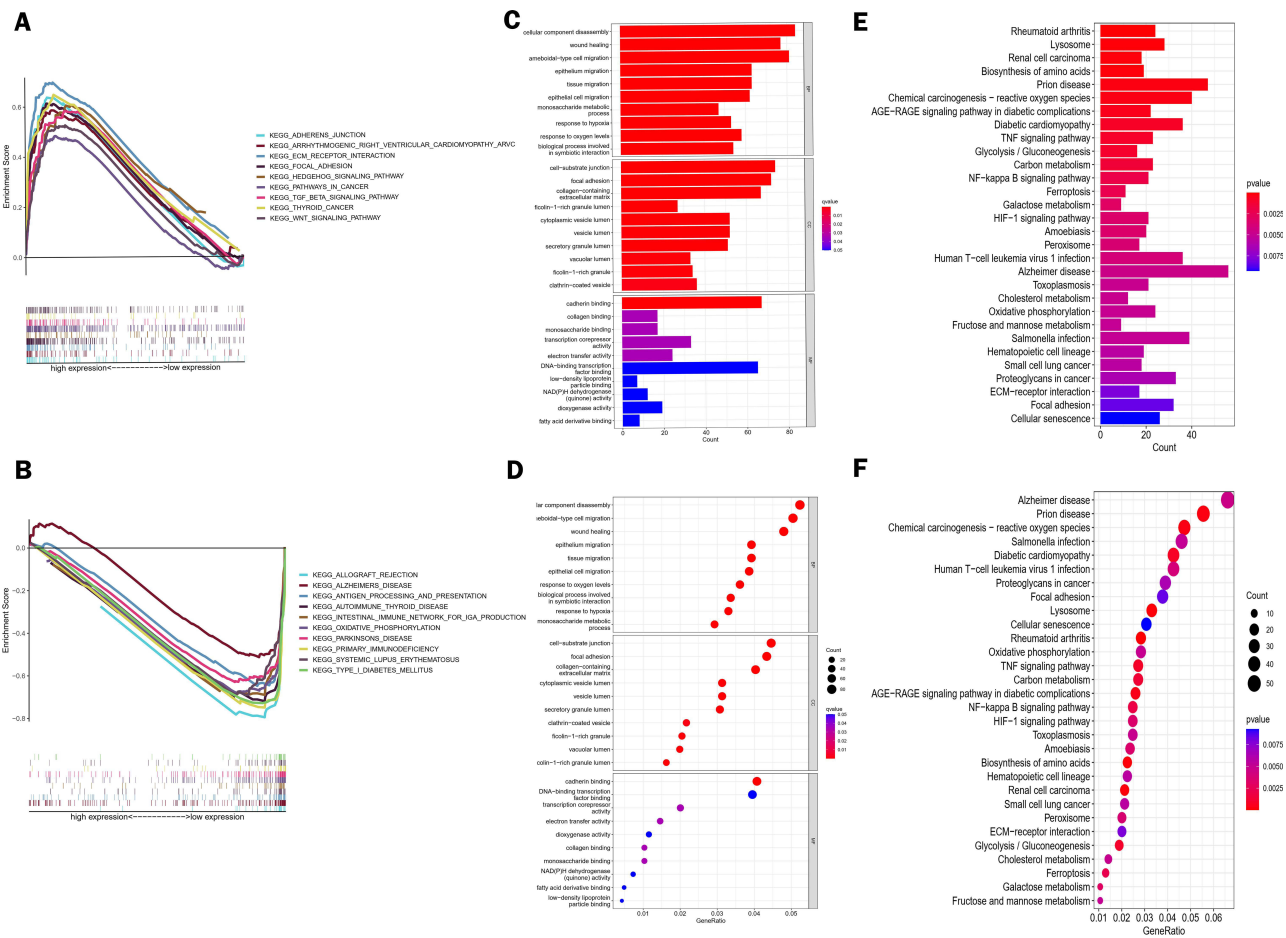 A
0.6
0.4
0.2
0.0
Enrichment Score
KEGG_ADHERENS_JUNCTION
KEGG_ARRHYTHMOGENIC_RIGHT_VENTRICULAR_CARDIOMYOPATHY_ARVC
KEGG_ECM_RECEPTOR_INTERACTION
KEGG_FOCAL_ADHESION
KEGG_HEDGEHOG_SIGNALING_PATHWAY
KEGG_PATHWAYS_IN_CANCER
KEGG_TGF_BETA_SIGNALING_PATHWAY
KEGG_THYROID_CANCER
KEGG_WNT_SIGNALING_PATHWAY
high expression<------------->low expression
B
0.0
−0.2
−0.4
−0.6
−0.8
Enrichment Score
KEGG_ALLOGRAFT_REJECTION
KEGG_ALZHEIMERS_DISEASE
KEGG_ANTIGEN_PROCESSING_AND_PRESENTATION
KEGG_AUTOIMMUNE_THYROID_DISEASE
KEGG_INTESTINAL_IMMUNE_NETWORK_FOR_IGA_PRODUCTION
KEGG_OXIDATIVE_PHOSPHORYLATION
KEGG_PARKINSONS_DISEASE
KEGG_PRIMARY_IMMUNODEFICIENCY
KEGG_SYSTEMIC_LUPUS_ERYTHEMATOSUS
KEGG_TYPE_I_DIABETES_MELLITUS
high expression<------------->low expression
C
cellular component disassembly
wound healing
ameboidal−type cell migration
epithelium migration
tissue migration
epithelial cell migration
monosaccharide metabolic
process
response to hypoxia
response to oxygen levels
biological process involved
in symbiotic interaction
BP
cell−substrate junction
focal adhesion
collagen−containing
extracellular matrix
ficolin−1−rich granule lumen
cytoplasmic vesicle lumen
vesicle lumen
secretory granule lumen
vacuolar lumen
ficolin−1−rich granule
clathrin−coated vesicle
CC
cadherin binding
collagen binding
monosaccharide binding
transcription corepressor
activity
electron transfer activity
DNA−binding transcription
factor binding
low−density lipoprotein
particle binding
NAD(P)H dehydrogenase
(quinone) activity
dioxygenase activity
fatty acid derivative binding
MF
0 20 40 60 80
Count
qvalue
0.01
0.02
0.03
0.04
0.05
D
lar component disassembly
neboidal−type cell migration
wound healing
epithelium migration
tissue migration
epithelial cell migration
response to oxygen levels
biological process involved
in symbiotic interaction
response to hypoxia
monosaccharide metabolic
process
BP
cell−substrate junction
focal adhesion
collagen−containing
extracellular matrix
cytoplasmic vesicle lumen
vesicle lumen
secretory granule lumen
clathrin−coated vesicle
ficolin−1−rich granule
vacuolar lumen
colin−1−rich granule lumen
CC
cadherin binding
DNA−binding transcription
factor binding
transcription corepressor
activity
electron transfer activity
dioxygenase activity
collagen binding
monosaccharide binding
NAD(P)H dehydrogenase
(quinone) activity
fatty acid derivative binding
low−density lipoprotein
particle binding
MF
0.01 0.02 0.03 0.04 0.05
GeneRatio
Count
20
40
60
80
qvalue
0.05
0.04
0.03
0.02
0.01
E
Rheumatoid arthritis
Lysosome
Renal cell carcinoma
Biosynthesis of amino acids
Prion disease
Chemical carcinogenesis − reactive oxygen species
AGE−RAGE signaling pathway in diabetic complications
Diabetic cardiomyopathy
TNF signaling pathway
Glycolysis / Gluconeogenesis
Carbon metabolism
NF−kappa B signaling pathway
Ferroptosis
Galactose metabolism
HIF−1 signaling pathway
Amoebiasis
Peroxisome
Human T−cell leukemia virus 1 infection
Alzheimer disease
Toxoplasmosis
Cholesterol metabolism
Oxidative phosphorylation
Fructose and mannose metabolism
Salmonella infection
Hematopoietic cell lineage
Small cell lung cancer
Proteoglycans in cancer
ECM−receptor interaction
Focal adhesion
Cellular senescence
0 20 40
Count
pvalue
0.0025
0.0050
0.0075
F
Alzheimer disease
Prion disease
Chemical carcinogenesis − reactive oxygen species
Salmonella infection
Diabetic cardiomyopathy
Human T−cell leukemia virus 1 infection
Proteoglycans in cancer
Focal adhesion
Lysosome
Cellular senescence
Rheumatoid arthritis
Oxidative phosphorylation
TNF signaling pathway
Carbon metabolism
AGE−RAGE signaling pathway in diabetic complications
NF−kappa B signaling pathway
HIF−1 signaling pathway
Toxoplasmosis
Amoebiasis
Biosynthesis of amino acids
Hematopoietic cell lineage
Renal cell carcinoma
Small cell lung cancer
Peroxisome
ECM−receptor interaction
Glycolysis / Gluconeogenesis
Cholesterol metabolism
Ferroptosis
Galactose metabolism
Fructose and mannose metabolism
0.01 0.02 0.03 0.04 0.05 0.06
GeneRatio
Count
10
20
30
40
50
pvalue
0.0075
0.0050
0.0025